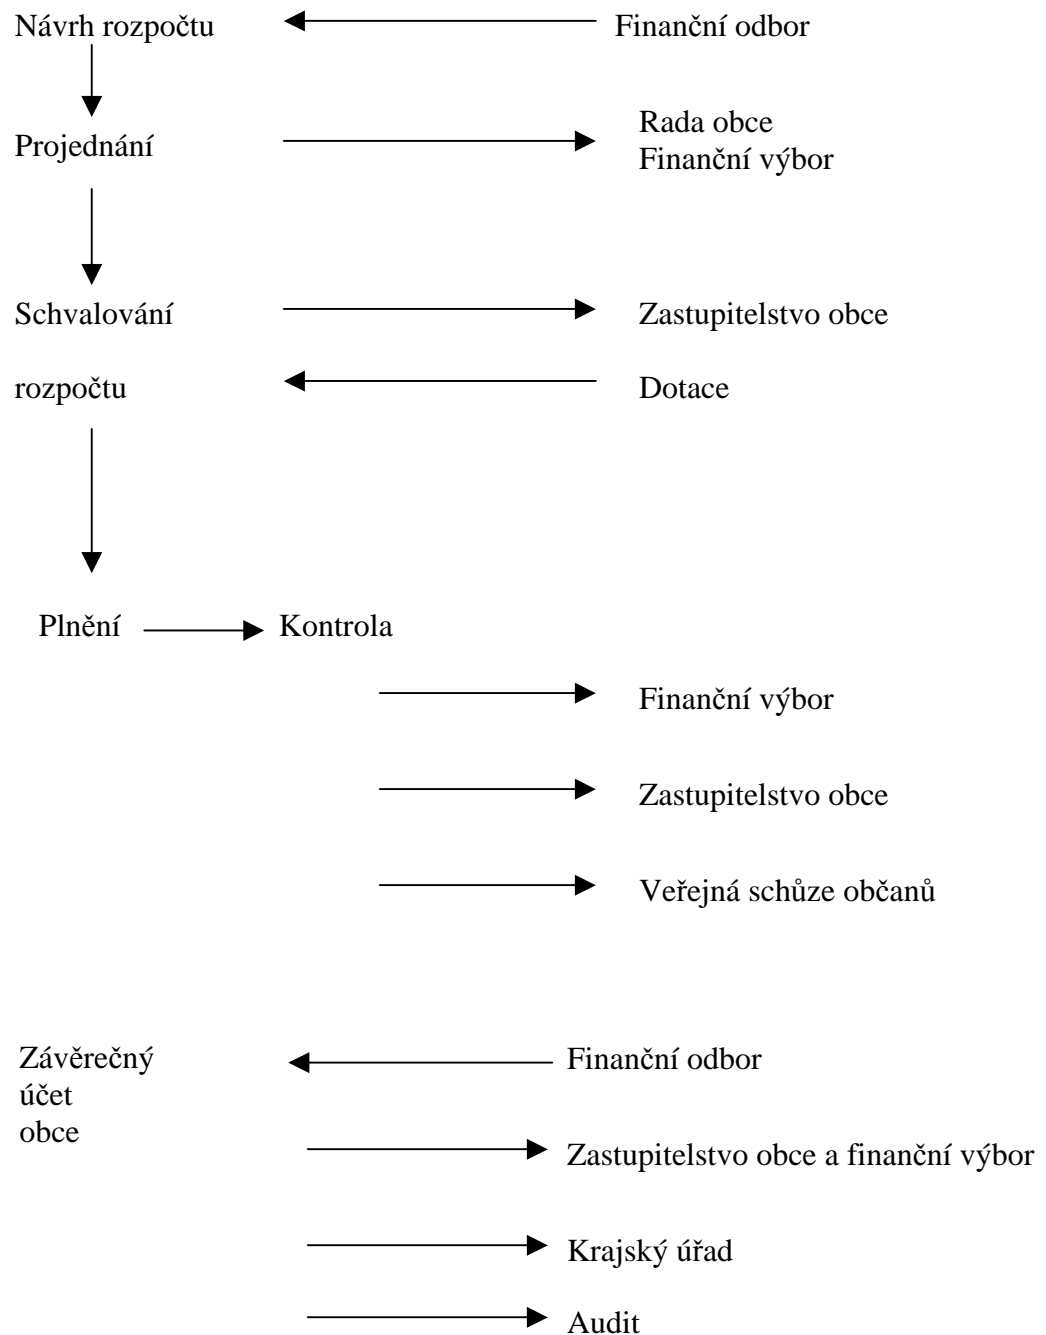 Návrh rozpočtu
Finanční odbor
Projednání
Rada obce
Finanční výbor
Schvalování
Zastupitelstvo obce
rozpočtu
Dotace
Plnění
Kontrola
Finanční výbor
Zastupitelstvo obce
Veřejná schůze občanů
Závěrečný
účet
obce
Finanční odbor
Zastupitelstvo obce a finanční výbor
Krajský úřad
Audit